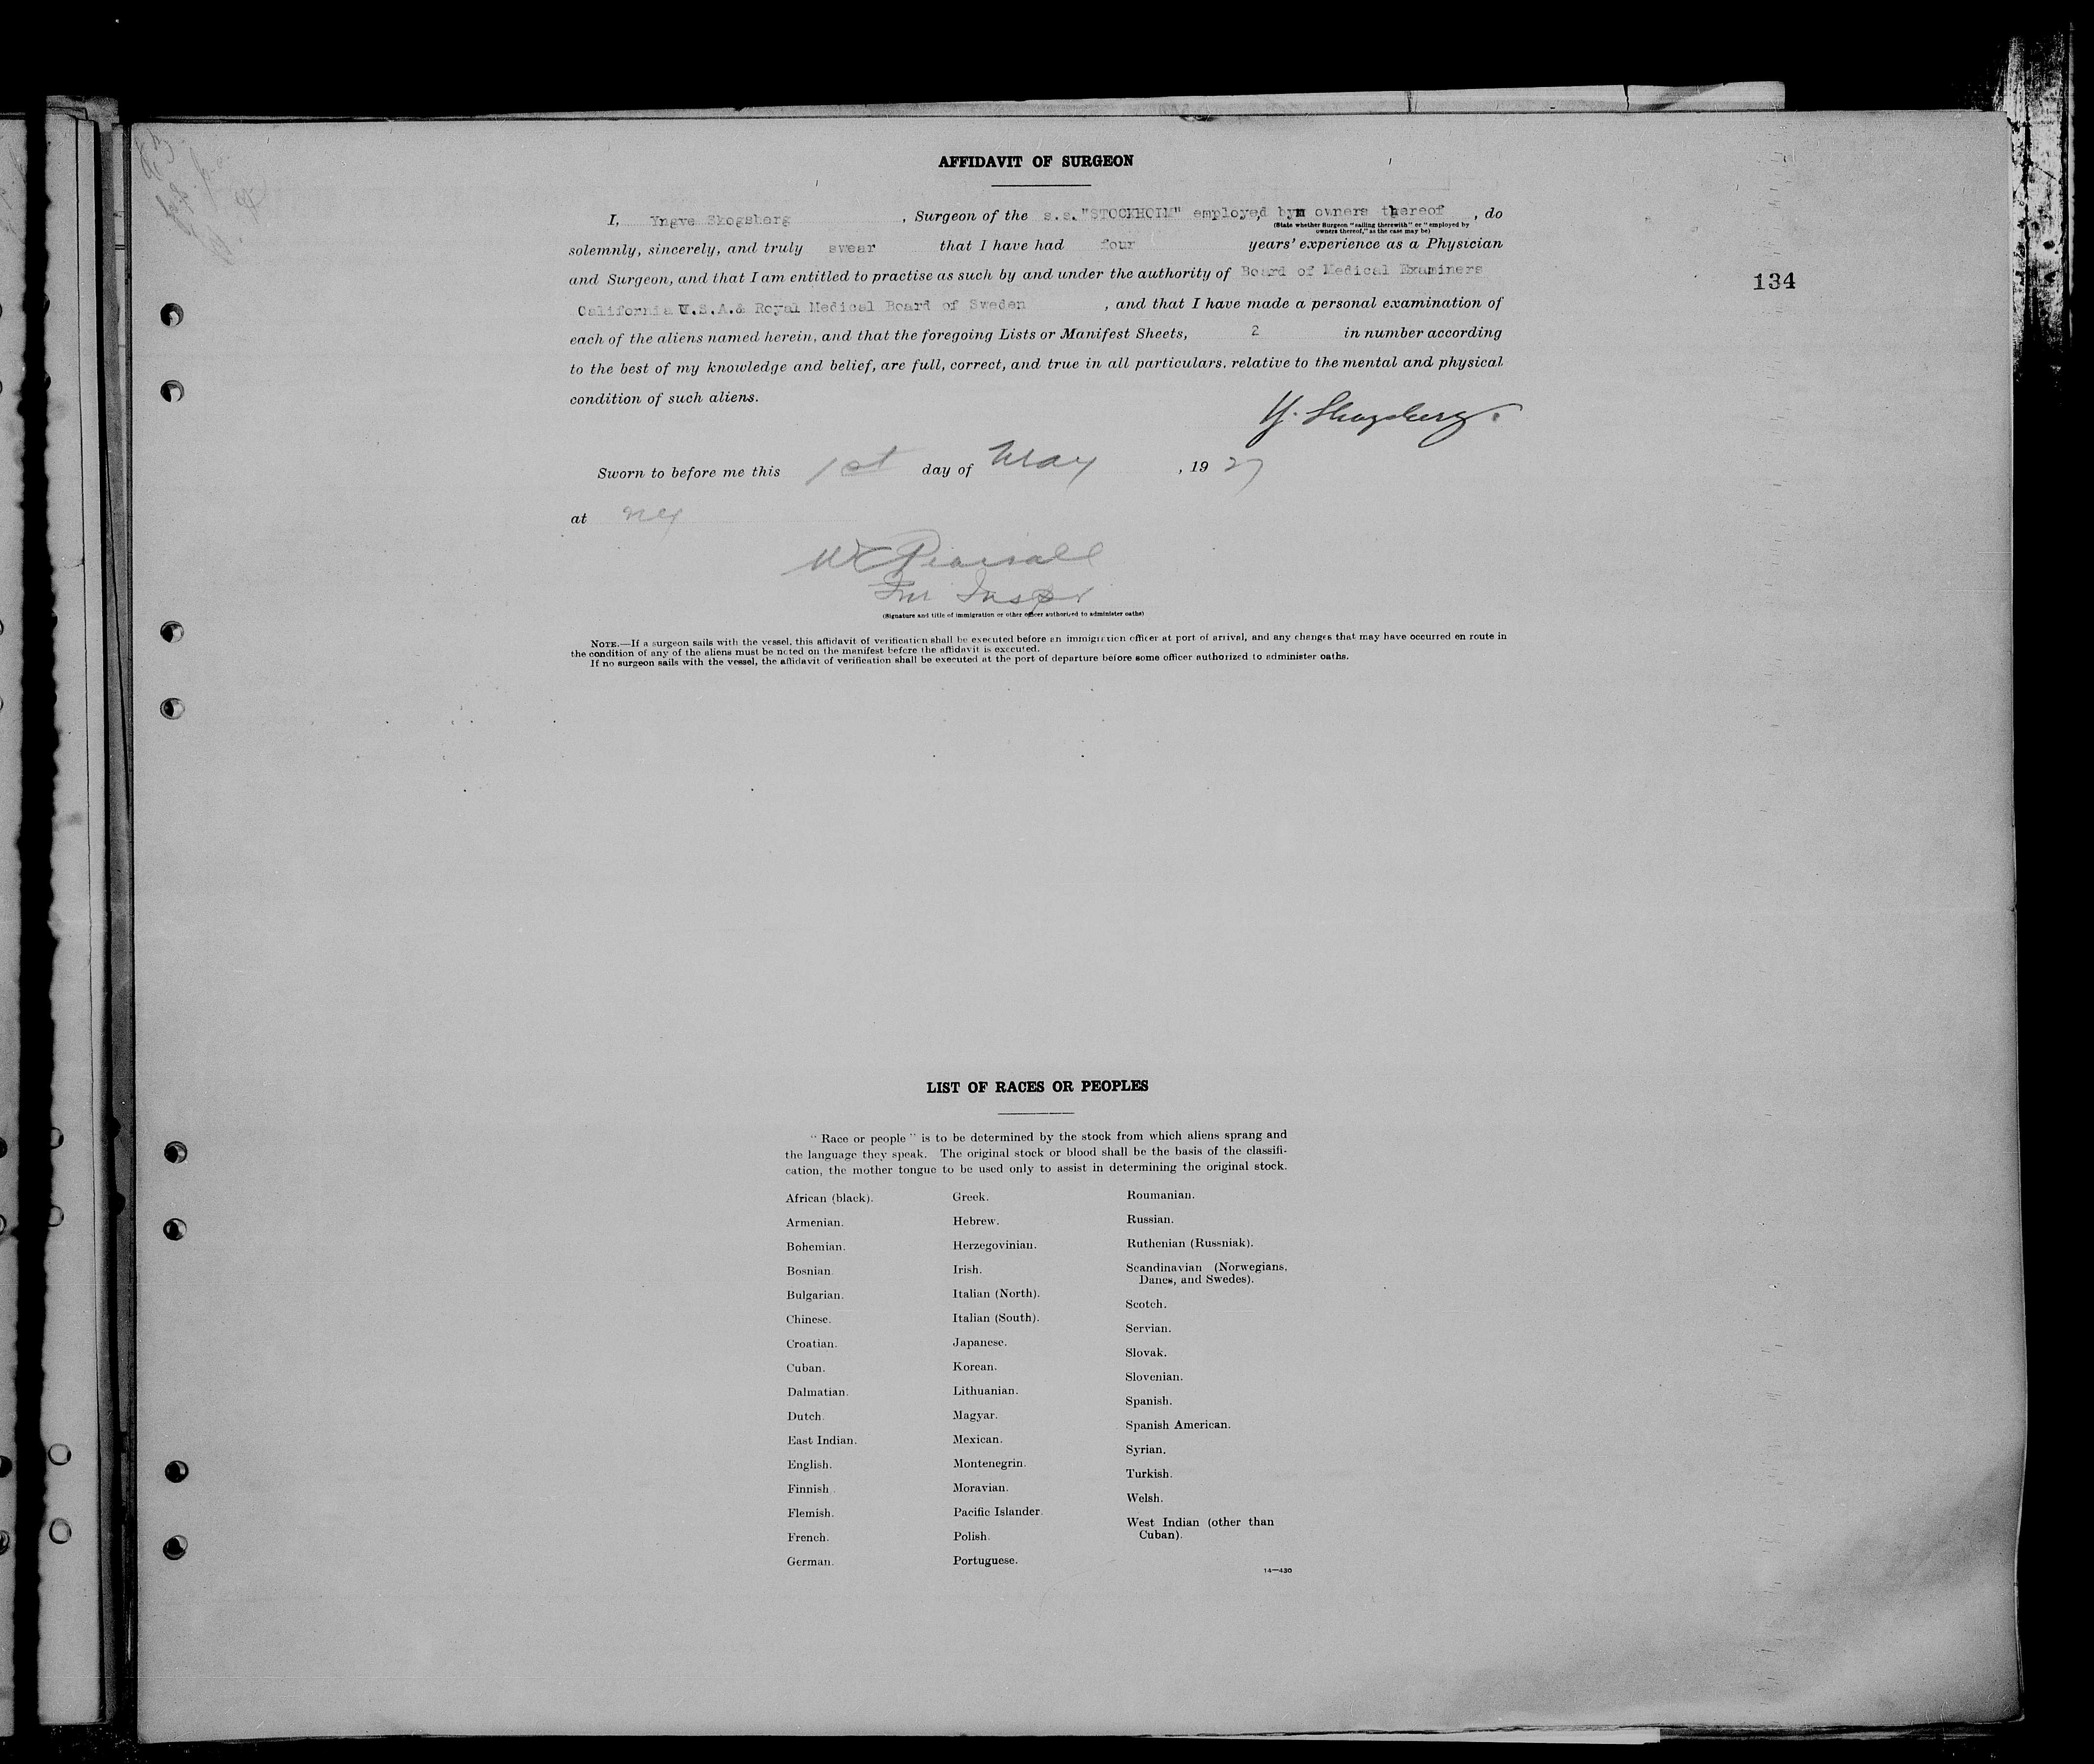 AFFIDAVIT OF SURGEON
I, Yngve Skogsberg , Surgeon of the s.s."STOCKHOLM" employed by owners thereof , do
(State whether Surgeon "sailing therewith" or "employed by
owners thereof," as the case may be)
solemnly, sincerely, and truly swear that I have had four years' experience as a Physician
and Surgeon, and that I am entitled to practise as such by and under the authority of Board of Medical Examiners
California U.S.A.& Royal Medical Board of Sweden , and that I have made a personal examination of
134
each of the aliens named herein, and that the foregoing Lists or Manifest Sheets, 2 in number according
to the best of my knowledge and belief, are full, correct, and true in all particulars, relative to the mental and physical
condition of such aliens.
Y. Skogsberg.
Sworn to before me this 1st day of May , 19 27
at NY
W C Pearsall
Im Inspr
(Signature and title of immigration or other officer authorized to administer oaths)
NOTE.—If a surgeon sails with the vessel, this affidavit of verification shall be executed before an immigration officer at port of arrival, and any changes that may have occurred en route in
the condition of any of the aliens must be noted on the manifest before the affidavit is executed.
If no surgeon sails with the vessel, the affidavit of verification shall be executed at the port of departure before some officer authorized to administer oaths.
LIST OF RACES OR PEOPLES
"Race or people" is to be determined by the stock from which aliens sprang and
the language they speak. The original stock or blood shall be the basis of the classifi-
cation, the mother tongue to be used only to assist in determining the original stock.
African (black).
Armenian.
Bohemian.
Bosnian.
Bulgarian.
Chinese.
Croatian.
Cuban.
Dalmatian.
Dutch.
East Indian.
English.
Finnish.
Flemish.
French.
German.
Greek.
Hebrew.
Herzegovinian.
Irish.
Italian (North).
Italian (South).
Japanese.
Korean.
Lithuanian.
Magyar.
Mexican.
Montenegrin.
Moravian.
Pacific Islander.
Polish.
Portuguese.
Roumanian.
Russian.
Ruthenian (Russniak).
Scandinavian (Norwegians,
Danes, and Swedes).
Scotch.
Servian.
Slovak.
Slovenian.
Spanish.
Spanish American.
Syrian.
Turkish.
Welsh.
West Indian (other than
Cuban).
14—430